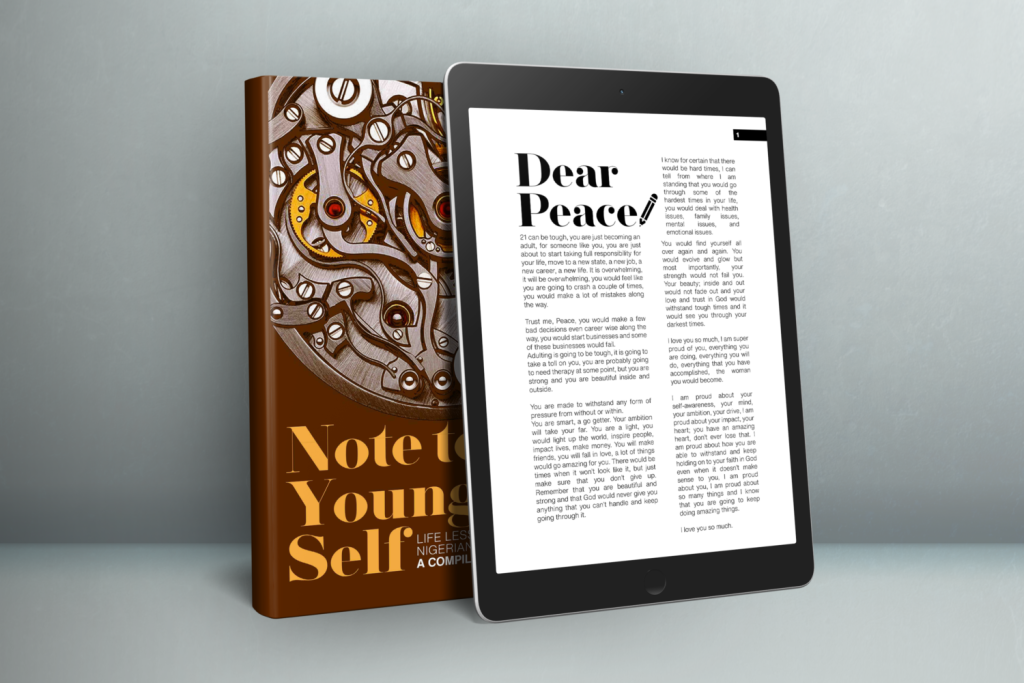 Note to
Young
Self
LIFE LESS
NIGERIAN
A COMPIL
1
Dear
Peace
21 can be tough, you are just becoming an
adult, for someone like you, you are just
about to start taking full responsibility for
your life, move to a new state, a new job, a
new career, a new life. It is overwhelming,
it will be overwhelming, you would feel like
you are going to crash a couple of times,
you would make a lot of mistakes along
the way.
Trust me, Peace, you would make a few
bad decisions even career wise along the
way, you would start businesses and some
of these businesses would fail.
Adulting is going to be tough, it is going to
take a toll on you, you are probably going
to need therapy at some point, but you are
strong and you are beautiful inside and
outside.
You are made to withstand any form of
pressure from without or within.
You are smart, a go getter. Your ambition
will take your far. You are a light, you
would light up the world, inspire people,
impact lives, make money. You will make
friends, you will fall in love, a lot of things
would go amazing for you. There would be
times when it won't look like it, but just
make sure that you don't give up.
Remember that you are beautiful and
strong and that God would never give you
anything that you can't handle and keep
going through it.
I know for certain that there
would be hard times, I can
tell from where I am
standing that you would go
through some of the
hardest times in your life,
you would deal with health
issues, family issues,
mental issues, and
emotional issues.
You would find yourself all
over again and again. You
would evolve and glow but
most importantly, your
strength would not fail you.
Your beauty; inside and out
would not fade out and your
love and trust in God would
withstand tough times and it
would see you through your
darkest times.
I love you so much, I am super
proud of you, everything you
are doing, everything you will
do, everything that you have
accomplished, the woman
you would become.
I am proud about your
self-awareness, your mind,
your ambition, your drive, I am
proud about your impact, your
heart; you have an amazing
heart, don't ever lose that. I
am proud about how you are
able to withstand and keep
holding on to your faith in God
even when it doesn't make
sense to you. I am proud
about you, I am proud about
so many things and I know
that you are going to keep
doing amazing things.
I love you so much.